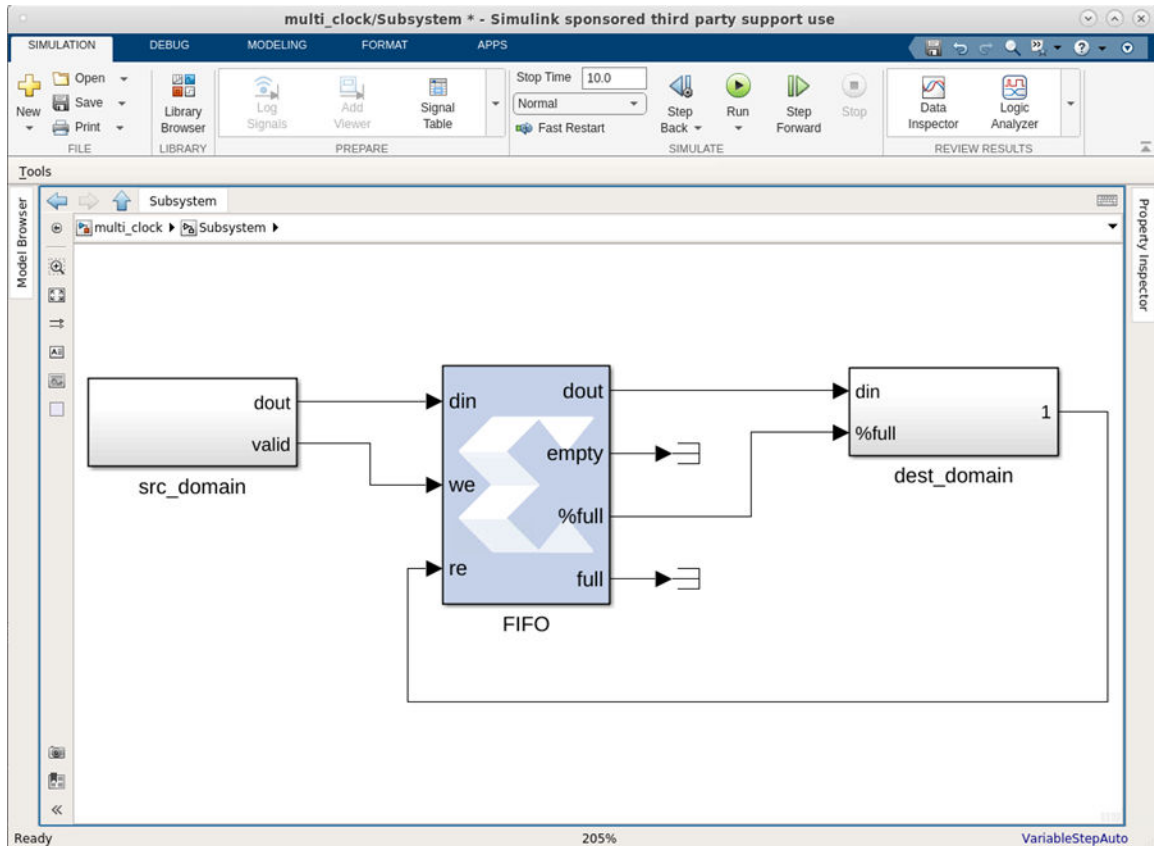 multi_clock/Subsystem * - Simulink sponsored third party support use
SIMULATION DEBUG MODELING FORMAT APPS
New
Open
Save
Print
FILE
Library Browser
LIBRARY
Log Signals
Add Viewer
Signal Table
PREPARE
Stop Time 10.0
Normal
Fast Restart
Step Back
Run
Step Forward
Stop
SIMULATE
Data Inspector
Logic Analyzer
REVIEW RESULTS
Tools
Model Browser
Subsystem
multi_clock Subsystem
Property Inspector
dout
valid
src_domain
din
we
re
dout
empty
%full
full
FIFO
din
%full
1
dest_domain
Ready 205% VariableStepAuto